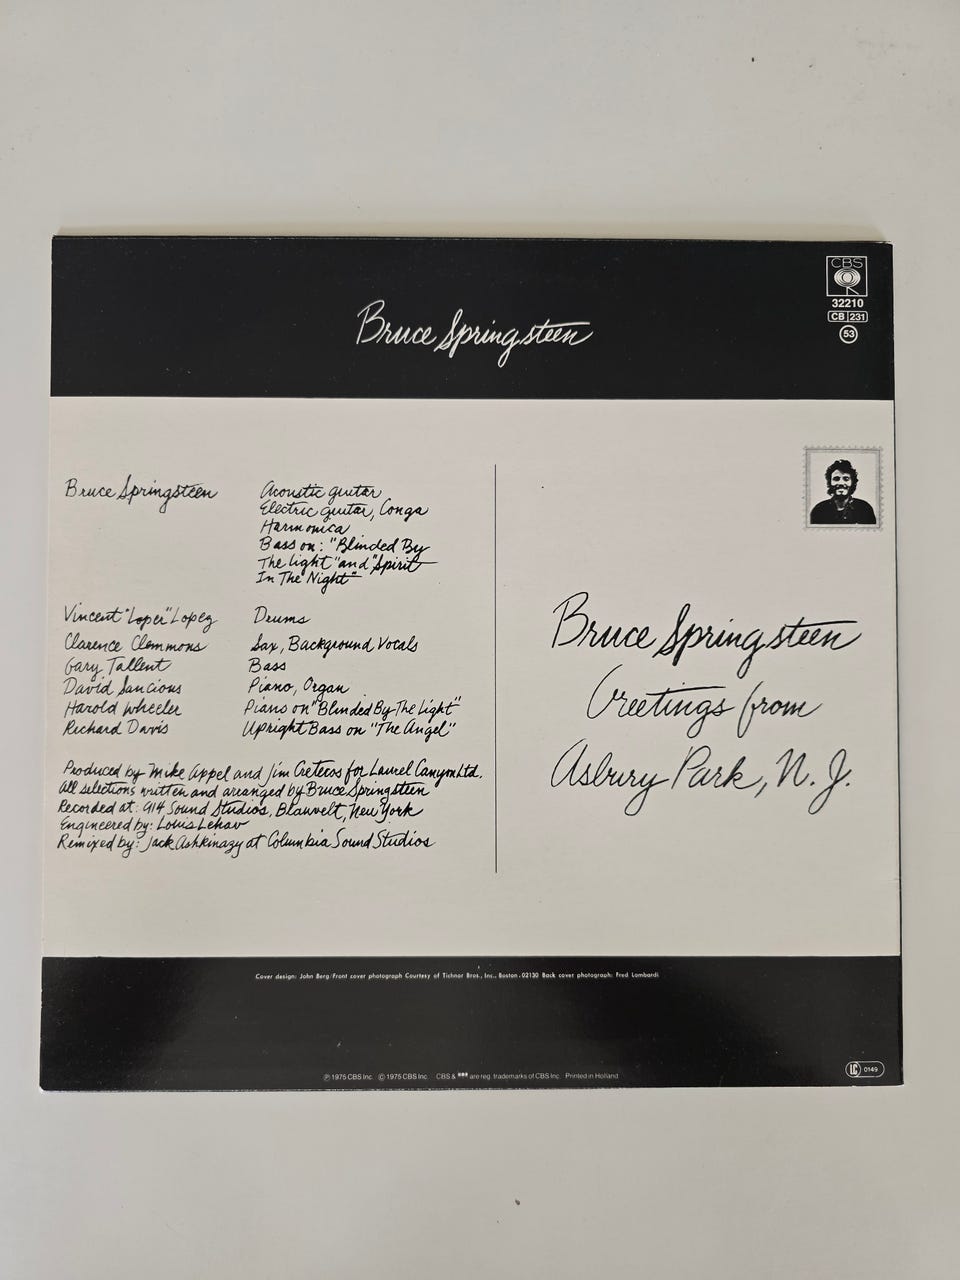 CBS
32210
CB 231
53
Bruce Springsteen
Bruce Springsteen Acoustic guitar
Electric guitar, Conga
Harmonica
Bass on: "Blinded By
The Light" and "Spirit
In The Night"
Vincent "Loper" Lopez Drums
Clarence Clemmons Sax, Background Vocals
Gary Tallent Bass
David Sancious Piano, Organ
Harold Wheeler Piano on "Blinded By The Light"
Richard Davis Upright Bass on "The Angel"
Produced by Mike Appel and Jim Cretecos for Laurel Canyon Ltd.
All selections written and arranged by Bruce Springsteen
Recorded at: 914 Sound Studios, Blauvelt, New York
Engineered by: Louis Lehav
Remixed by: Jack Ashkinazy at Columbia Sound Studios
Bruce Springsteen
Greetings from
Asbury Park, N. J.
Cover design: John Berg/Front cover photograph Courtesy of Tichnor Bros., Inc., Boston, 02130 Back cover photograph: Fred Lombardi
℗ 1975 CBS Inc. © 1975 CBS Inc. CBS & are reg. trademarks of CBS Inc. Printed in Holland
LC 0149